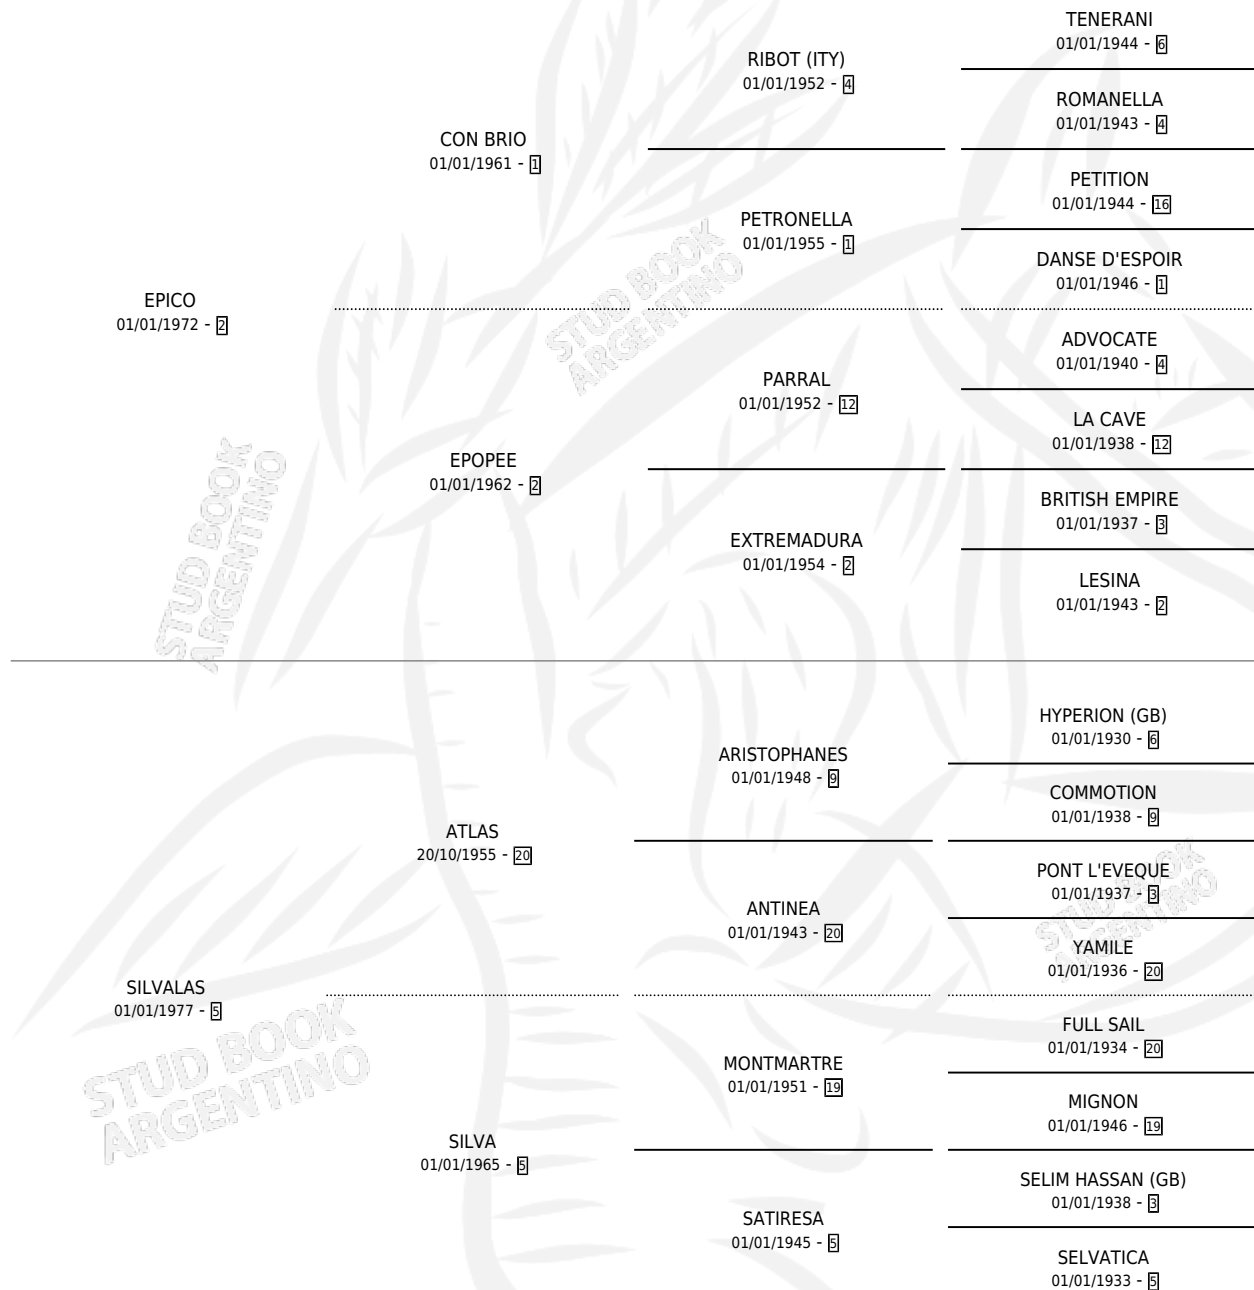 TENERANI
01/01/1944 - 6
RIBOT (ITY)
01/01/1952 - 4
ROMANELLA
01/01/1943 - 4
CON BRIO
01/01/1961 - 1
PETITION
01/01/1944 - 16
PETRONELLA
01/01/1955 - 1
DANSE D'ESPOIR
01/01/1946 - 1
EPICO
01/01/1972 - 2
STUD BOOK
ARGENTINO
ADVOCATE
01/01/1940 - 4
PARRAL
01/01/1952 - 12
LA CAVE
01/01/1938 - 12
EPOPEE
01/01/1962 - 2
BRITISH EMPIRE
01/01/1937 - 3
EXTREMADURA
01/01/1954 - 2
LESINA
01/01/1943 - 2
STUD BOOK
ARGENTINO
HYPERION (GB)
01/01/1930 - 6
ARISTOPHANES
01/01/1948 - 9
COMMOTION
01/01/1938 - 9
ATLAS
20/10/1955 - 20
PONT L'EVEQUE
01/01/1937 - 3
ANTINEA
01/01/1943 - 20
STUD BOOK
ARGENTINO
YAMILE
01/01/1936 - 20
SILVALAS
01/01/1977 - 5
STUD BOOK
ARGENTINO
FULL SAIL
01/01/1934 - 20
MONTMARTRE
01/01/1951 - 19
MIGNON
01/01/1946 - 19
SILVA
01/01/1965 - 5
SELIM HASSAN (GB)
01/01/1938 - 3
SATIRESA
01/01/1945 - 5
SELVATICA
01/01/1933 - 5